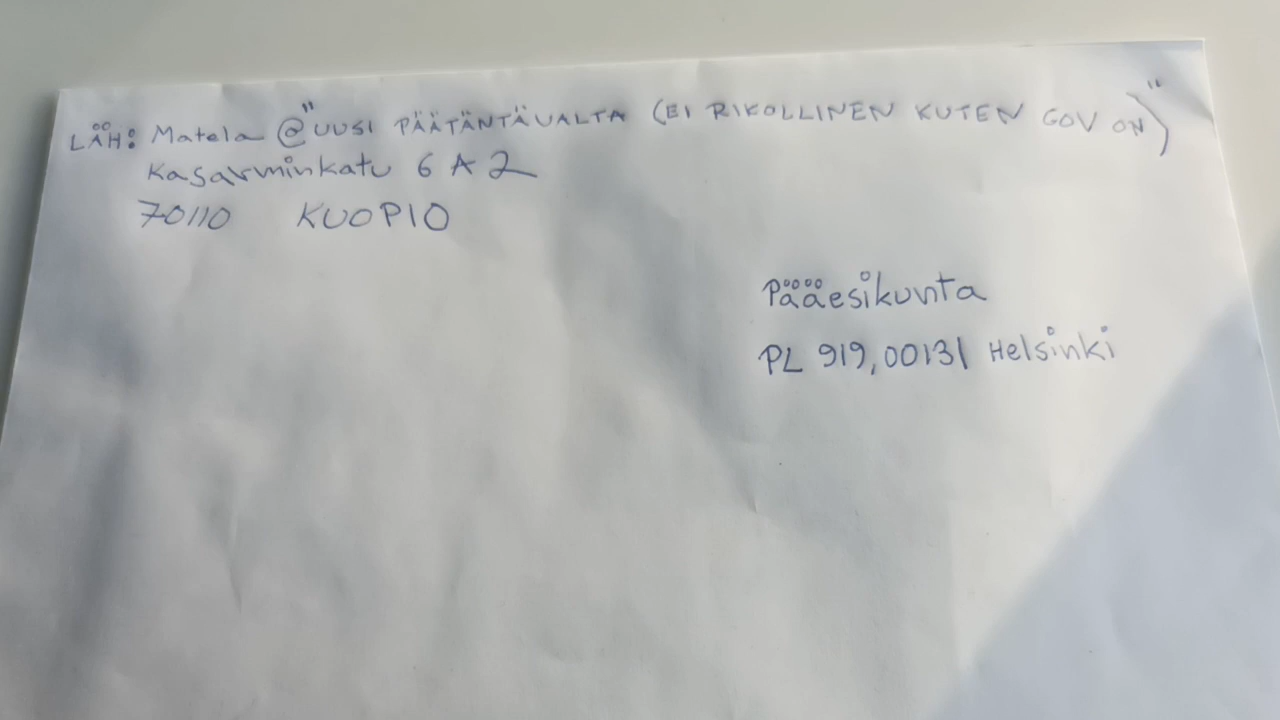 LÄH: Matela @ "UUSI PÄÄTÄNTÄVALTA (EI RIKOLLINEN KUTEN GOV ON)"
Kasarminkatu 6 A 2
70110 KUOPIO
Pääesikunta
PL 919, 00131 Helsinki